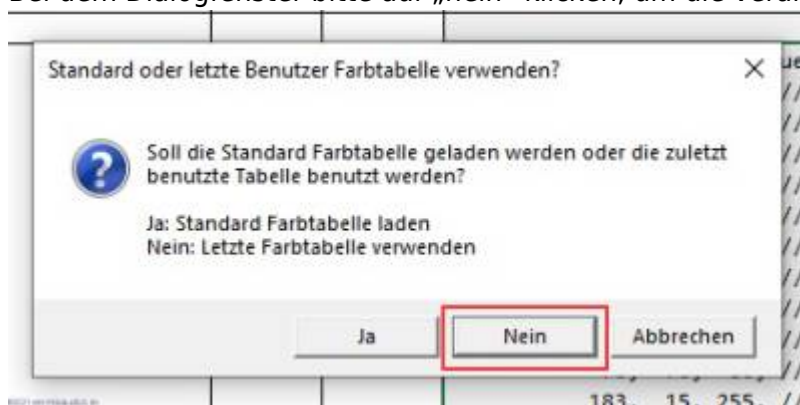 Bei dem Dialogfenster bitte auf „nein“ klicken, um die
Standard oder letzte Benutzer Farbtabelle verwenden?
Soll die Standard Farbtabelle geladen werden oder die zuletzt
benutzte Tabelle benutzt werden?
Ja: Standard Farbtabelle laden
Nein: Letzte Farbtabelle verwenden
Ja Nein Abbrechen
183, 15, 255, //